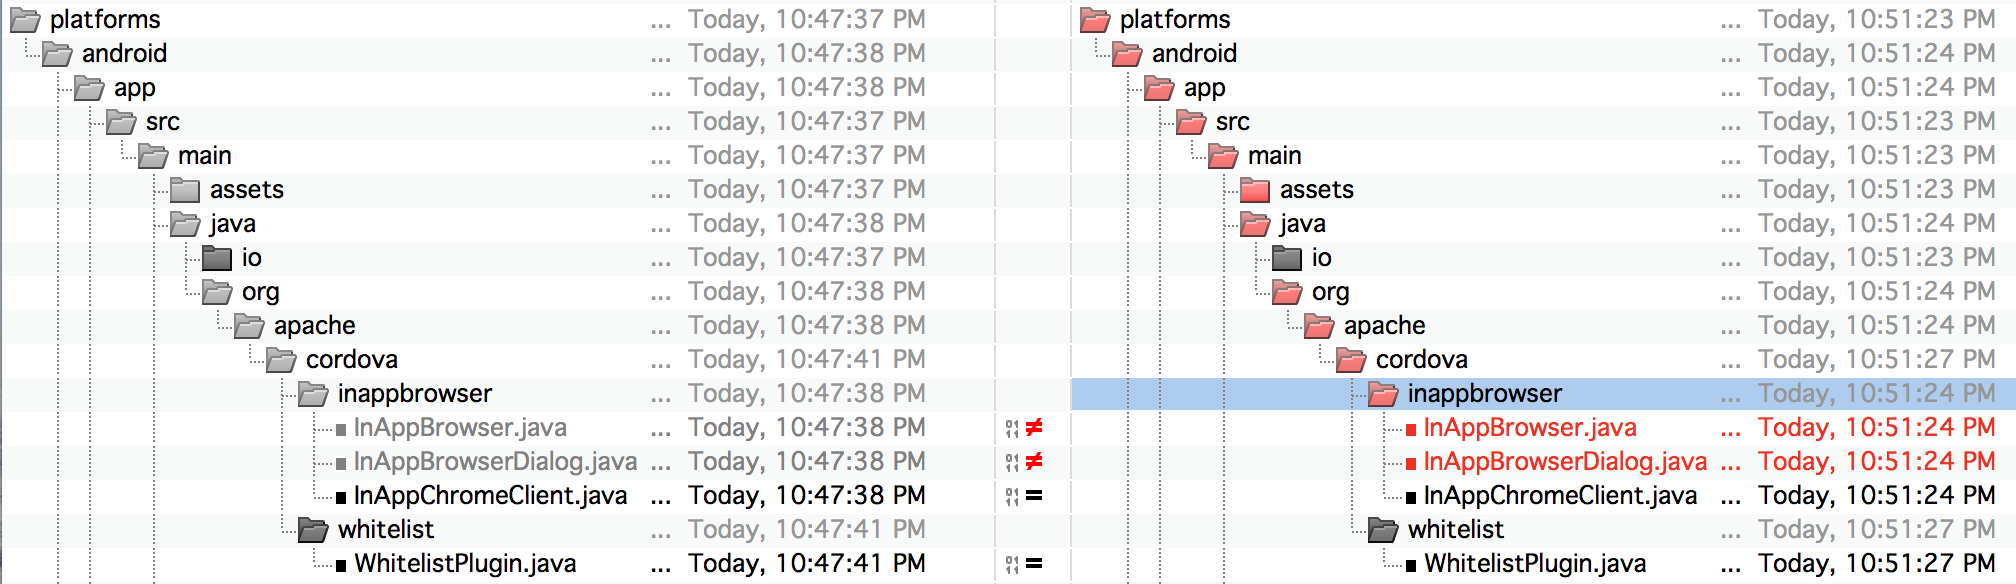 platforms ... Today, 10:47:37 PM platforms ... Today, 10:51:23 PM
android ... Today, 10:47:38 PM android ... Today, 10:51:24 PM
app ... Today, 10:47:38 PM app ... Today, 10:51:24 PM
src ... Today, 10:47:37 PM src ... Today, 10:51:23 PM
main ... Today, 10:47:37 PM main ... Today, 10:51:23 PM
assets ... Today, 10:47:37 PM assets ... Today, 10:51:23 PM
java ... Today, 10:47:38 PM java ... Today, 10:51:24 PM
io ... Today, 10:47:37 PM io ... Today, 10:51:23 PM
org ... Today, 10:47:38 PM org ... Today, 10:51:24 PM
apache ... Today, 10:47:38 PM apache ... Today, 10:51:24 PM
cordova ... Today, 10:47:41 PM cordova ... Today, 10:51:27 PM
inappbrowser ... Today, 10:47:38 PM inappbrowser ... Today, 10:51:24 PM
InAppBrowser.java ... Today, 10:47:38 PM ≠ InAppBrowser.java ... Today, 10:51:24 PM
InAppBrowserDialog.java ... Today, 10:47:38 PM ≠ InAppBrowserDialog.java ... Today, 10:51:24 PM
InAppChromeClient.java ... Today, 10:47:38 PM = InAppChromeClient.java ... Today, 10:51:24 PM
whitelist ... Today, 10:47:41 PM whitelist ... Today, 10:51:27 PM
WhitelistPlugin.java ... Today, 10:47:41 PM = WhitelistPlugin.java ... Today, 10:51:27 PM